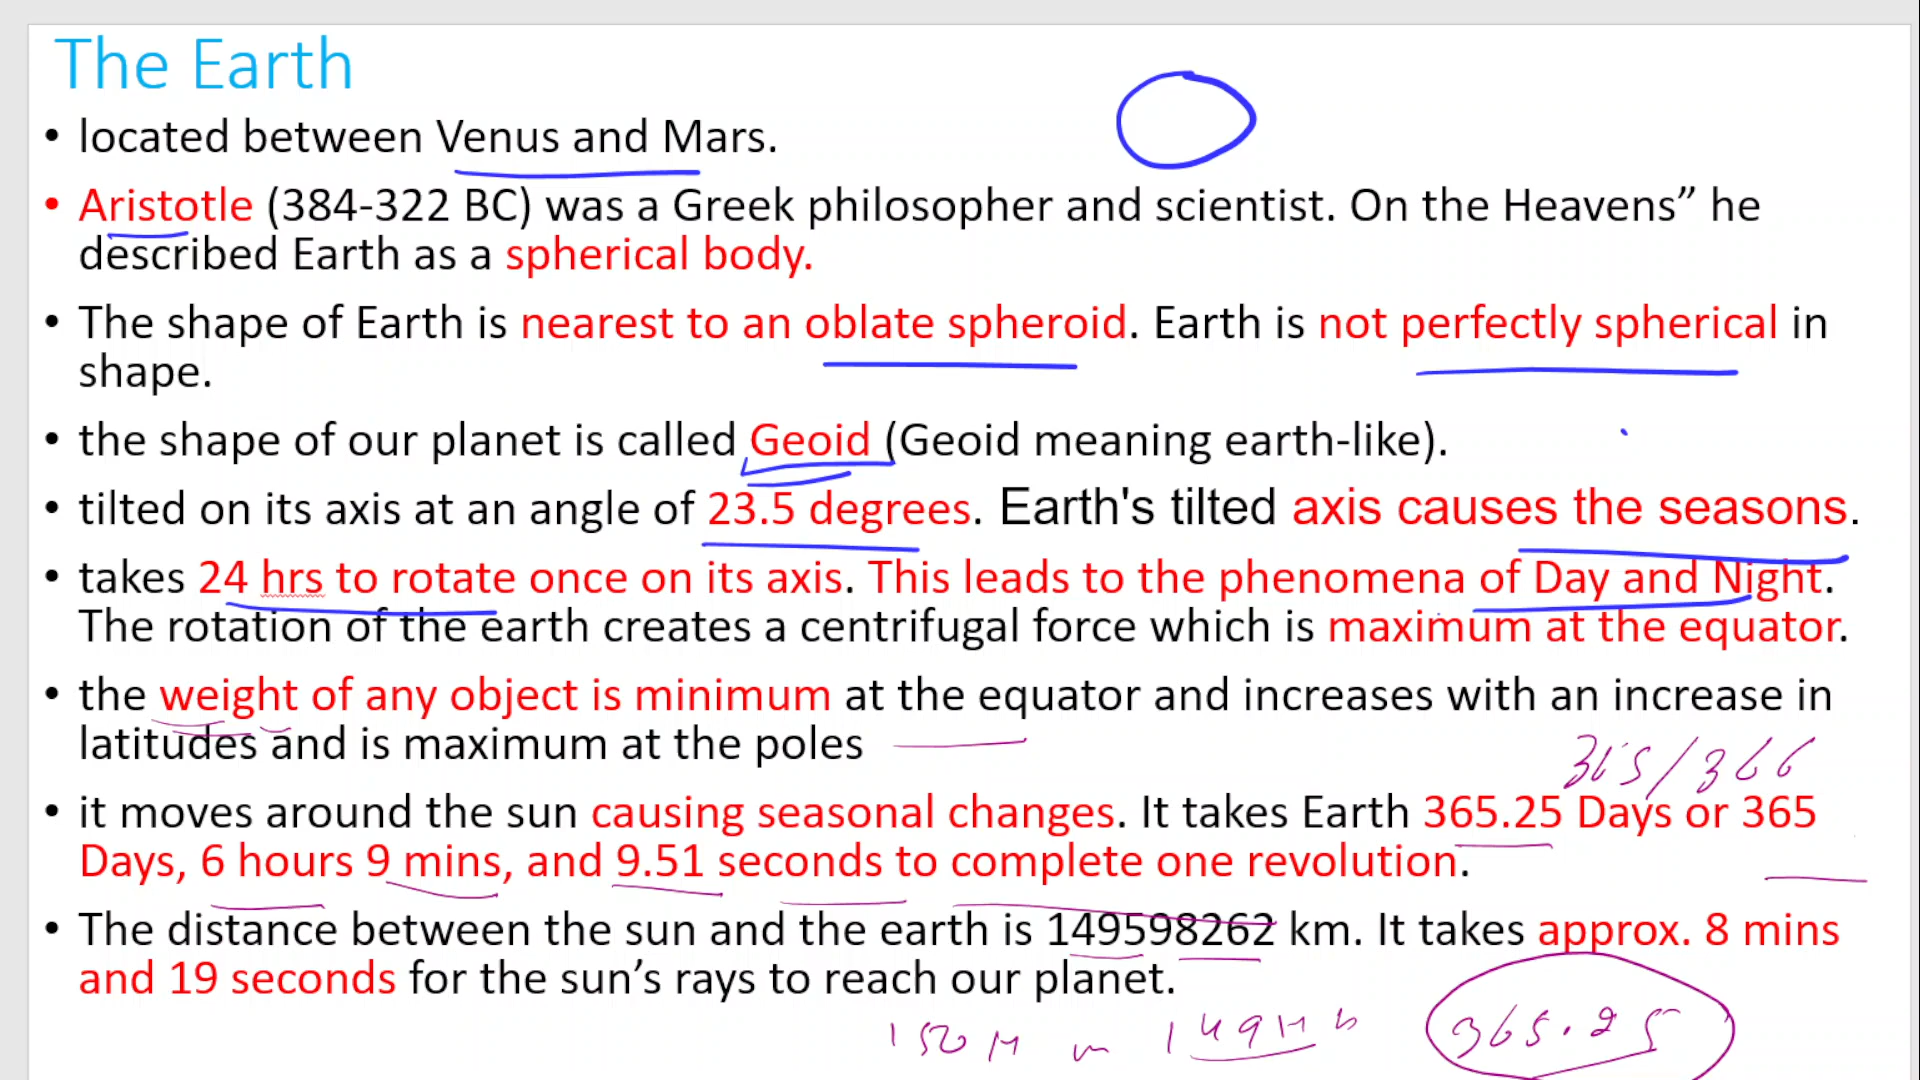 The Earth
• located between Venus and Mars.
• Aristotle (384-322 BC) was a Greek philosopher and scientist. On the Heavens” he
described Earth as a spherical body.
• The shape of Earth is nearest to an oblate spheroid. Earth is not perfectly spherical in
shape.
• the shape of our planet is called Geoid (Geoid meaning earth-like).
• tilted on its axis at an angle of 23.5 degrees. Earth's tilted axis causes the seasons.
• takes 24 hrs to rotate once on its axis. This leads to the phenomena of Day and Night.
The rotation of the earth creates a centrifugal force which is maximum at the equator.
• the weight of any object is minimum at the equator and increases with an increase in
latitudes and is maximum at the poles
365/366
• it moves around the sun causing seasonal changes. It takes Earth 365.25 Days or 365
Days, 6 hours 9 mins, and 9.51 seconds to complete one revolution.
• The distance between the sun and the earth is 149598262 km. It takes approx. 8 mins
and 19 seconds for the sun’s rays to reach our planet.
150 M 149 365.25